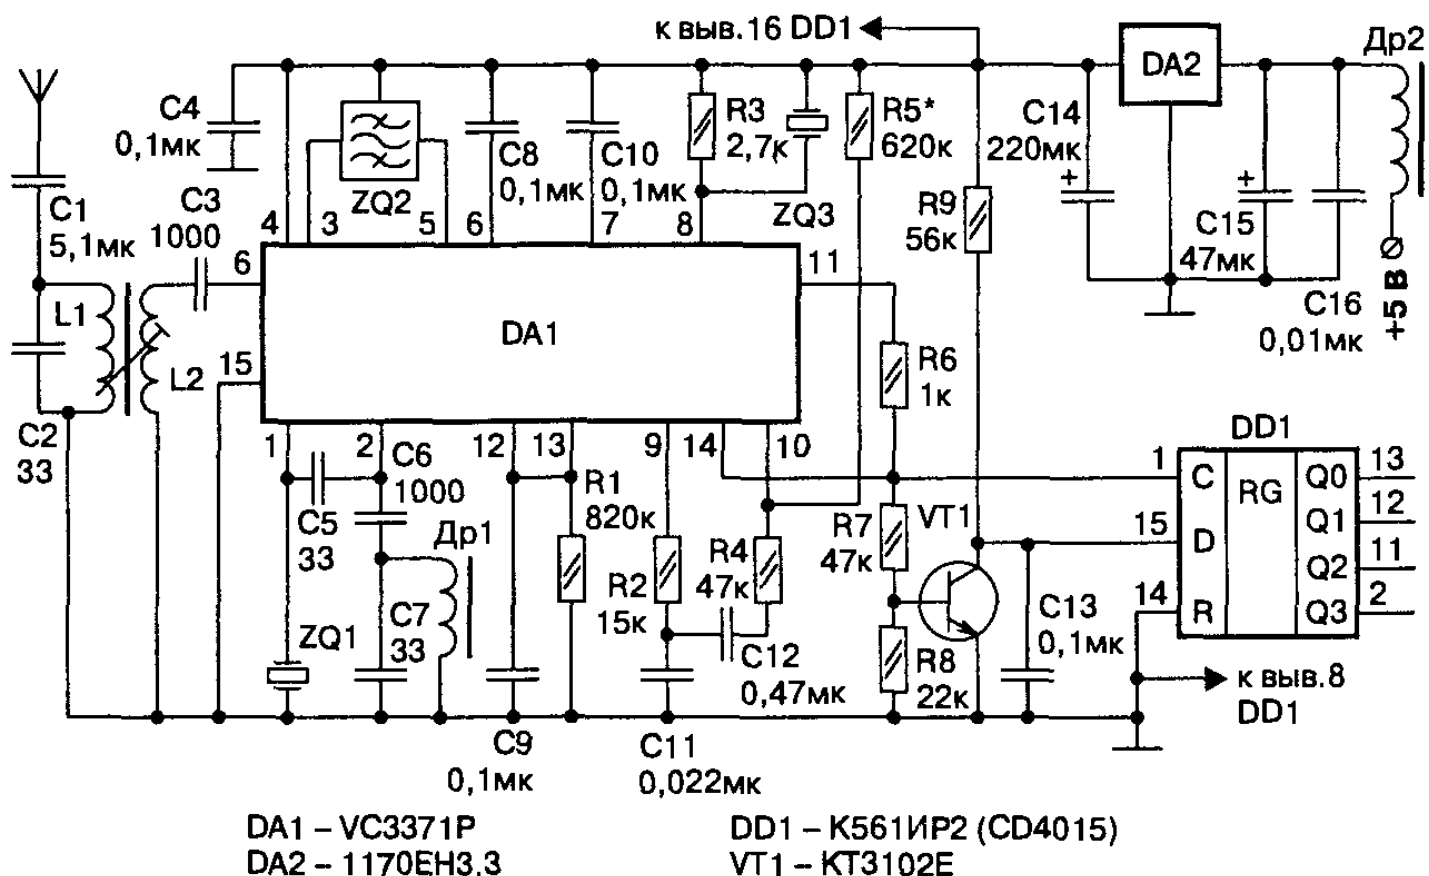 к выв.16 DD1
Др2
DA2
C4
0,1мк
R3
2,7к
R5*
620к
C14
220мк
+
+
C8
0,1мк
C10
0,1мк
ZQ2
ZQ3
C1
5,1мк
C3
1000
4
3
5
6
7
8
R9
56к
C15
47мк
+5 В
6
11
C16
0,01мк
L1
L2
DA1
15
R6
1к
C2
33
1
2
12
13
9
14
10
DD1
C6
1000
R1
820к
1
C
RG
Q0
13
C5
33
Др1
R7
47к
VT1
15
D
Q1
12
R2
15к
R4
47к
Q2
11
C7
33
14
R
Q3
2
ZQ1
C12
0,47мк
R8
22к
C13
0,1мк
к выв.8
DD1
C9
0,1мк
C11
0,022мк
DA1 – VC3371P
DD1 – К561ИР2 (CD4015)
DA2 – 1170ЕН3,3
VT1 – КТ3102Е